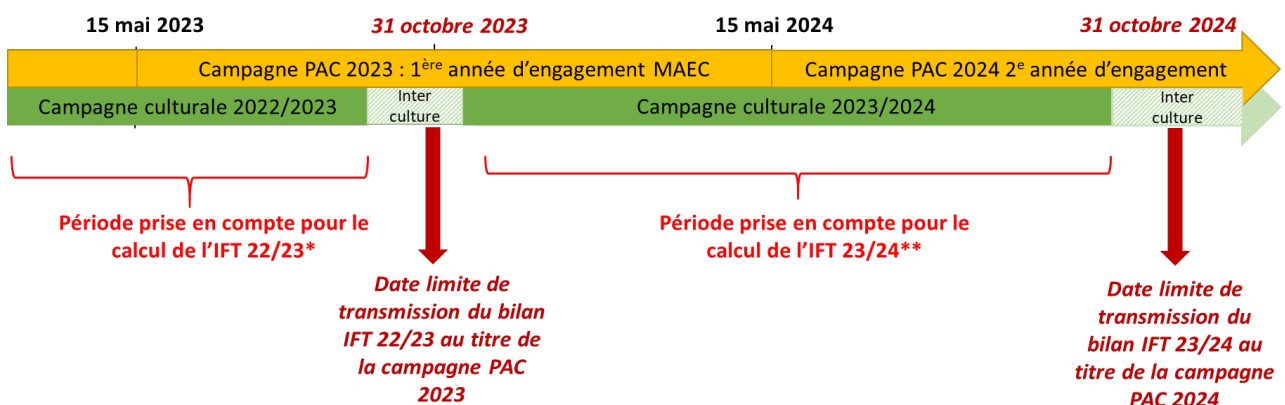 15 mai 2023
31 octobre 2023
15 mai 2024
31 octobre 2024
Campagne PAC 2023 : 1ère année d’engagement MAEC
Campagne PAC 2024 2e année d’engagement
Campagne culturale 2022/2023
Inter
culture
Campagne culturale 2023/2024
Inter
culture
Période prise en compte pour le
calcul de l’IFT 22/23*
Période prise en compte pour le
calcul de l’IFT 23/24**
Date limite de
transmission du bilan
IFT 22/23 au titre de
la campagne PAC
2023
Date limite de
transmission du
bilan IFT 23/24 au
titre de la campagne
PAC 2024